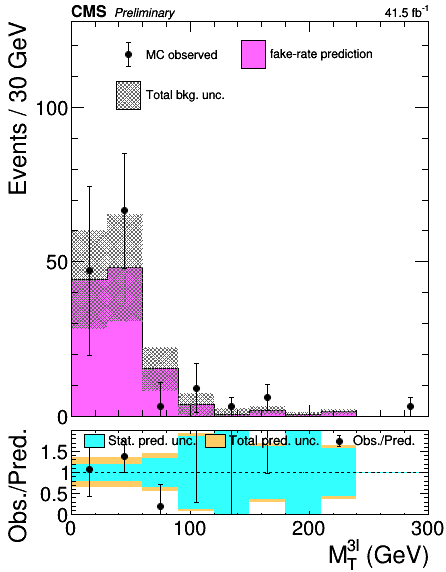 CMS Preliminary 41.5 fb⁻¹
Events / 30 GeV
MC observed
fake-rate prediction
Total bkg. unc.
100
50
0
Obs./Pred.
Stat. pred. unc.
Total pred. unc.
Obs./Pred.
1.5
1
0.5
0
0 100 200 300
M_T^{3l} (GeV)